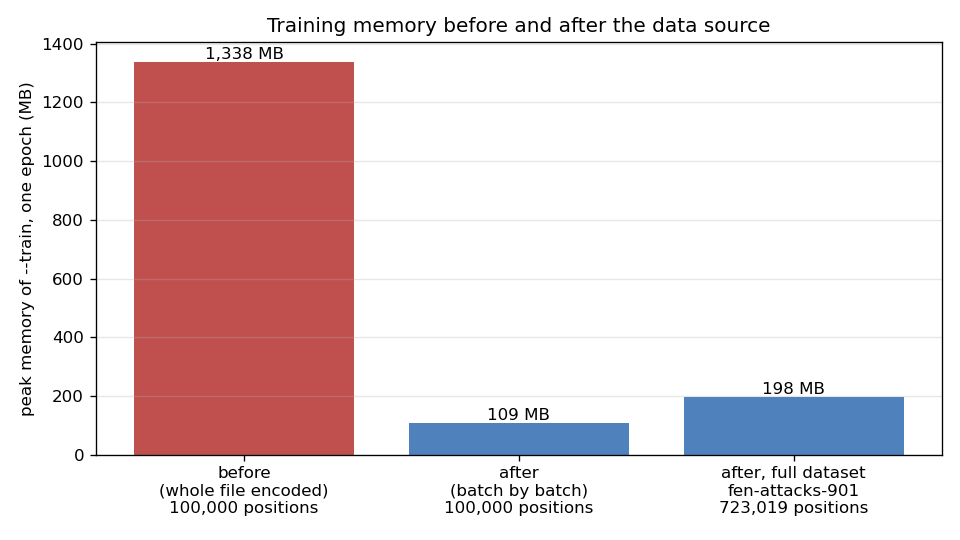 Training memory before and after the data source
peak memory of --train, one epoch (MB)
1400
1200
1000
800
600
400
200
0
1,338 MB
109 MB
198 MB
before
(whole file encoded)
100,000 positions
after
(batch by batch)
100,000 positions
after, full dataset
fen-attacks-901
723,019 positions